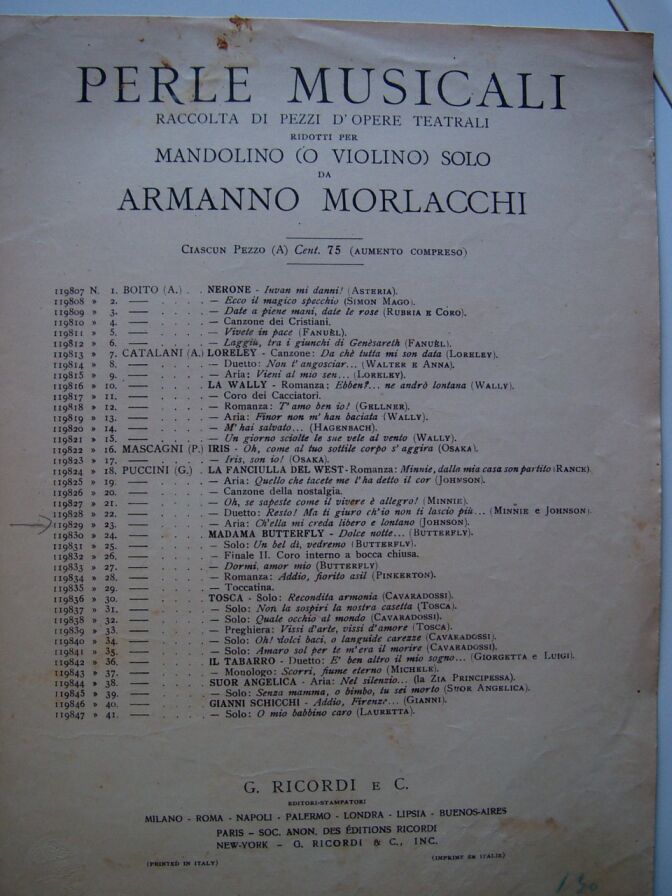 PERLE MUSICALI
RACCOLTA DI PEZZI D'OPERE TEATRALI
RIDOTTI PER
MANDOLINO (O VIOLINO) SOLO
DA
ARMANNO MORLACCHI
CIASCUN PEZZO (A) Cent. 75 (AUMENTO COMPRESO)
119807 N. 1. BOITO (A.) . . NERONE - Invan mi danni! (ASTERIA).
119808 » 2. — . . . . — Ecco il magico specchio (SIMON MAGO).
119809 » 3. — . . . . — Date a piene mani, date le rose (RUBRIA E CORO).
119810 » 4. — . . . . — Canzone dei Cristiani.
119811 » 5. — . . . . — Vivete in pace (FANUÈL).
119812 » 6. — . . . . — Laggiù, tra i giunchi di Genèsareth (FANUÈL).
119813 » 7. CATALANI (A.) LORELEY - Canzone: Da chè tutta mi son data (LORELEY).
119814 » 8. — . . . . — Duetto: Non t'angosciar... (WALTER E ANNA).
119815 » 9. — . . . . — Aria: Vieni al mio sen... (LORELEY).
119816 » 10. — . . . . LA WALLY - Romanza: Ebben?... ne andrò lontana (WALLY).
119817 » 11. — . . . . — Coro dei Cacciatori.
119818 » 12. — . . . . — Romanza: T'amo ben io! (GELLNER).
119819 » 13. — . . . . — Aria: Finor non m'han baciata (WALLY).
119820 » 14. — . . . . — M'hai salvato... (HAGENBACH).
119821 » 15. — . . . . — Un giorno sciolte le sue vele al vento (WALLY).
119822 » 16. MASCAGNI (P.) IRIS - Oh, come al tuo sottile corpo s'aggira (OSAKA).
119823 » 17. — . . . . — Iris, son io! (OSAKA).
119824 » 18. PUCCINI (G.) . LA FANCIULLA DEL WEST - Romanza: Minnie, dalla mia casa son partito (RANCK).
119825 » 19. — . . . . — Aria: Quello che tacete me l'ha detto il cor (JOHNSON).
119826 » 20. — . . . . — Canzone della nostalgia.
119827 » 21. — . . . . — Oh, se sapeste come il vivere è allegro! (MINNIE).
119828 » 22. — . . . . — Duetto: Resto! Ma ti giuro ch'io non ti lascio più... (MINNIE E JOHNSON).
119829 » 23. — . . . . — Aria: Ch'ella mi creda libero e lontano (JOHNSON).
119830 » 24. — . . . . MADAMA BUTTERFLY - Dolce notte... (BUTTERFLY).
119831 » 25. — . . . . — Solo: Un bel dì, vedremo (BUTTERFLY).
119832 » 26. — . . . . — Finale II. Coro interno a bocca chiusa.
119833 » 27. — . . . . — Dormi, amor mio (BUTTERFLY)
119834 » 28. — . . . . — Romanza: Addio, fiorito asil (PINKERTON).
119835 » 29. — . . . . — Toccatina.
119836 » 30. — . . . . TOSCA - Solo: Recondita armonia (CAVARADOSSI).
119837 » 31. — . . . . — Solo: Non la sospiri la nostra casetta (TOSCA).
119838 » 32. — . . . . — Solo: Quale occhio al mondo (CAVARADOSSI).
119839 » 33. — . . . . — Preghiera: Vissi d'arte, vissi d'amore (TOSCA).
119840 » 34. — . . . . — Solo: Oh! dolci baci, o languide carezze (CAVARADOSSI).
119841 » 35. — . . . . — Solo: Amaro sol per te m'era il morire (CAVARADOSSI).
119842 » 36. — . . . . IL TABARRO - Duetto: E' ben altro il mio sogno... (GIORGETTA E LUIGI).
119843 » 37. — . . . . — Monologo: Scorri, fiume eterno (MICHELE).
119844 » 38. — . . . . SUOR ANGELICA - Aria: Nel silenzio... (la ZIA PRINCIPESSA).
119845 » 39. — . . . . — Solo: Senza mamma, o bimbo, tu sei morto (SUOR ANGELICA).
119846 » 40. — . . . . GIANNI SCHICCHI - Addio, Firenze... (GIANNI).
119847 » 41. — . . . . — Solo: O mio babbino caro (LAURETTA).
G. RICORDI E C.
EDITORI-STAMPATORI
MILANO - ROMA - NAPOLI - PALERMO - LONDRA - LIPSIA - BUENOS-AIRES
PARIS - SOC. ANON. DES ÉDITIONS RICORDI
NEW-YORK - G. RICORDI & C., INC.
(PRINTED IN ITALY) (IMPRIMÉ EN ITALIE)
1 30